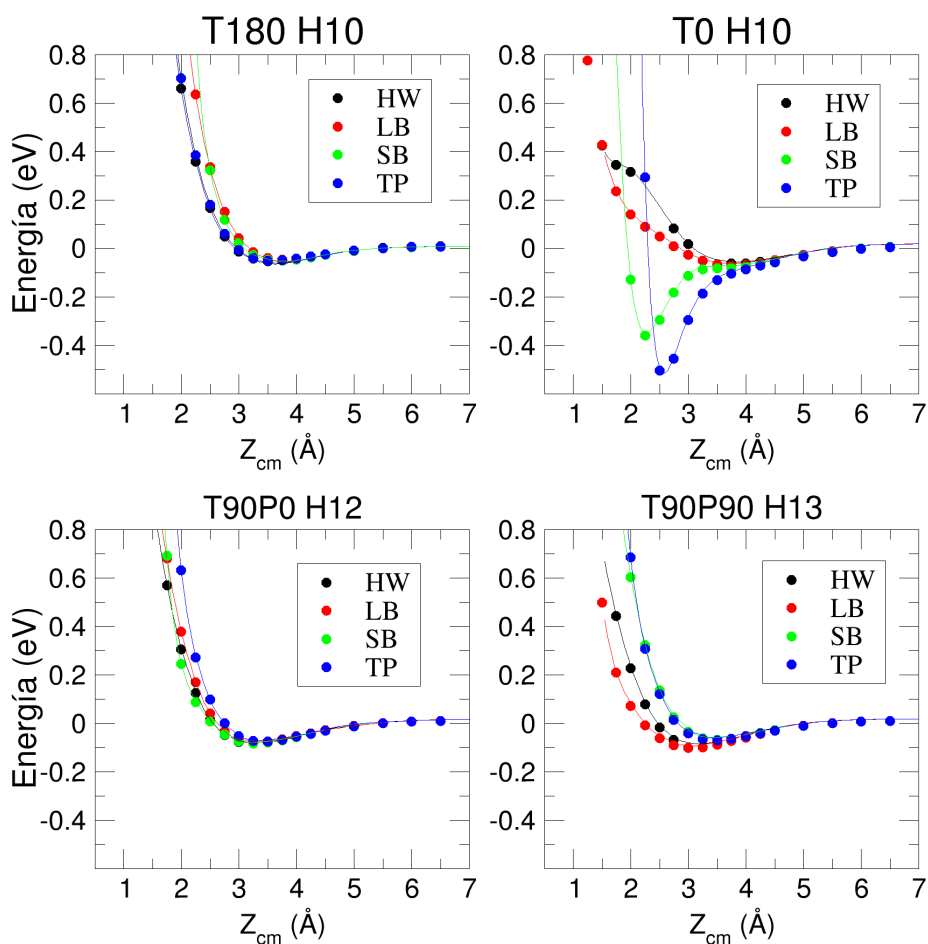 T180 H10
0.8
0.6
0.4
0.2
0
-0.2
-0.4
Energía (eV)
HW
LB
SB
TP
1 2 3 4 5 6 7
Zcm (Å)
T0 H10
0.8
0.6
0.4
0.2
0
-0.2
-0.4
HW
LB
SB
TP
1 2 3 4 5 6 7
Zcm (Å)
T90P0 H12
0.8
0.6
0.4
0.2
0
-0.2
-0.4
Energía (eV)
HW
LB
SB
TP
1 2 3 4 5 6 7
Zcm (Å)
T90P90 H13
0.8
0.6
0.4
0.2
0
-0.2
-0.4
HW
LB
SB
TP
1 2 3 4 5 6 7
Zcm (Å)